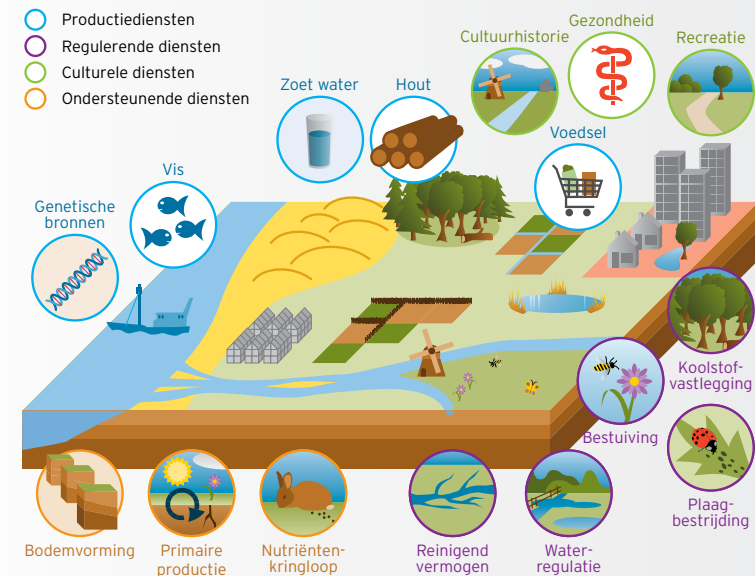 Productiediensten
Regulerende diensten
Culturele diensten
Ondersteunende diensten
Gezondheid
Cultuurhistorie
Recreatie
Zoet water
Hout
Voedsel
Vis
Genetische
bronnen
Koolstof-
vastlegging
Bestuiving
Plaag-
bestrijding
Bodemvorming
Primaire
productie
Nutriënten-
kringloop
Reinigend
vermogen
Water-
regulatie